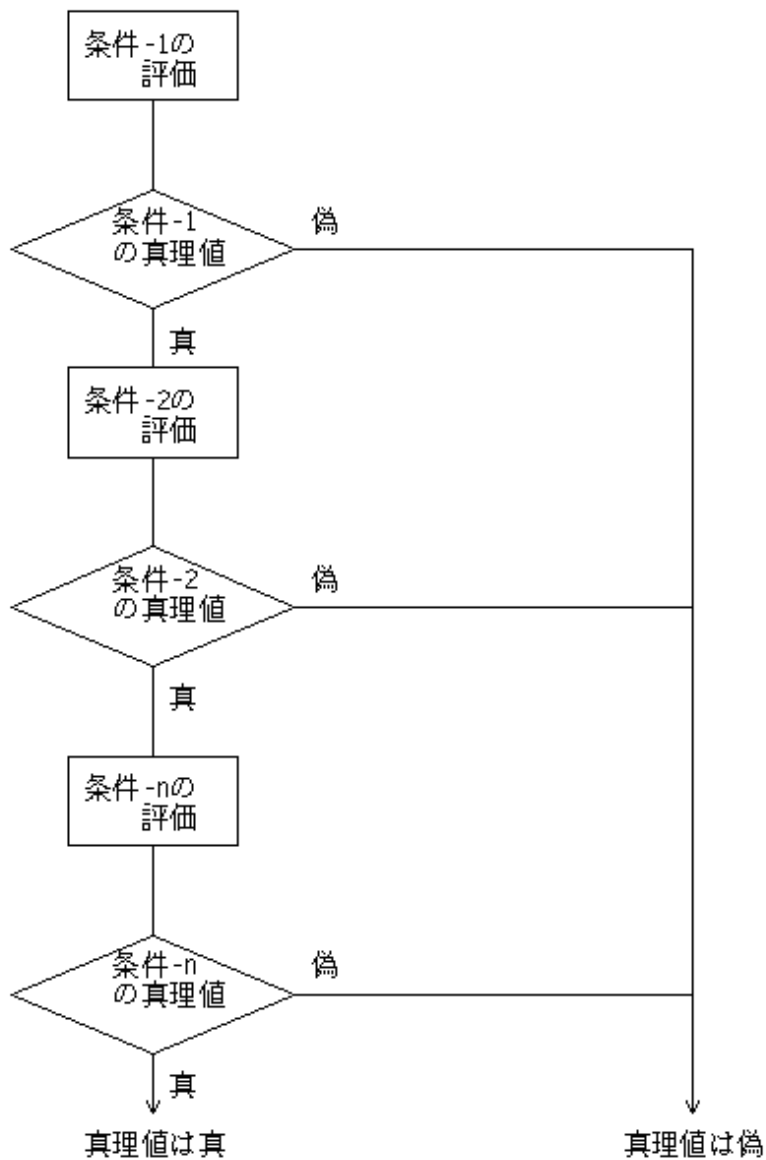 条件-1の
評価
条件-1
の真理値
偽
真
条件-2の
評価
条件-2
の真理値
偽
真
条件-nの
評価
条件-n
の真理値
偽
真
真理値は真
真理値は偽